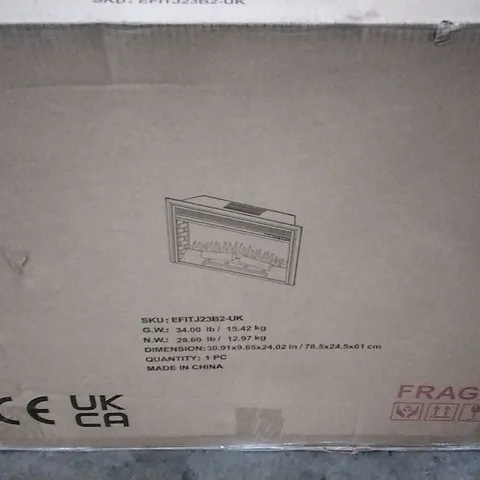 SKU: EFITJ23B2-UK
SKU: EFITJ23B2-UK
G.W.: 34.00 lb / 15.42 kg
N.W.: 28.60 lb / 12.97 kg
DIMENSION: 30.91x9.65x24.02 in / 78.5x24.5x61 cm
QUANTITY: 1 PC
MADE IN CHINA
FRAG
CE UK
CA